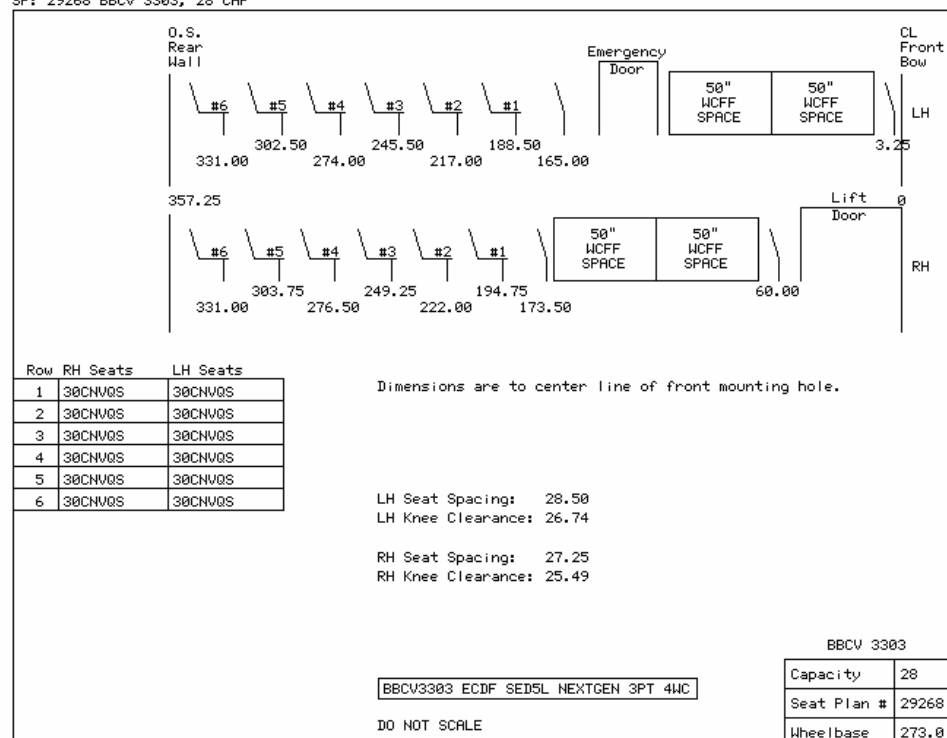 SP: 29268 BBCV 3303, 28 CAP
O.S.
Rear
Wall
Emergency
Door
CL
Front
Bow
50" 50"
WCFF WCFF
SPACE SPACE
#6 #5 #4 #3 #2 #1
LH
302.50 245.50 188.50 3.25
331.00 274.00 217.00 165.00
357.25
Lift 0
Door
50" 50"
WCFF WCFF
SPACE SPACE
#6 #5 #4 #3 #2 #1
RH
303.75 249.25 194.75 60.00
331.00 276.50 222.00 173.50
Row RH Seats LH Seats
1 30CNVQS 30CNVQS
2 30CNVQS 30CNVQS
3 30CNVQS 30CNVQS
4 30CNVQS 30CNVQS
5 30CNVQS 30CNVQS
6 30CNVQS 30CNVQS
Dimensions are to center line of front mounting hole.
LH Seat Spacing: 28.50
LH Knee Clearance: 26.74
RH Seat Spacing: 27.25
RH Knee Clearance: 25.49
BBCV3303 ECDF SED5L NEXTGEN 3PT 4WC
DO NOT SCALE
BBCV 3303
Capacity 28
Seat Plan # 29268
Wheelbase 273.0